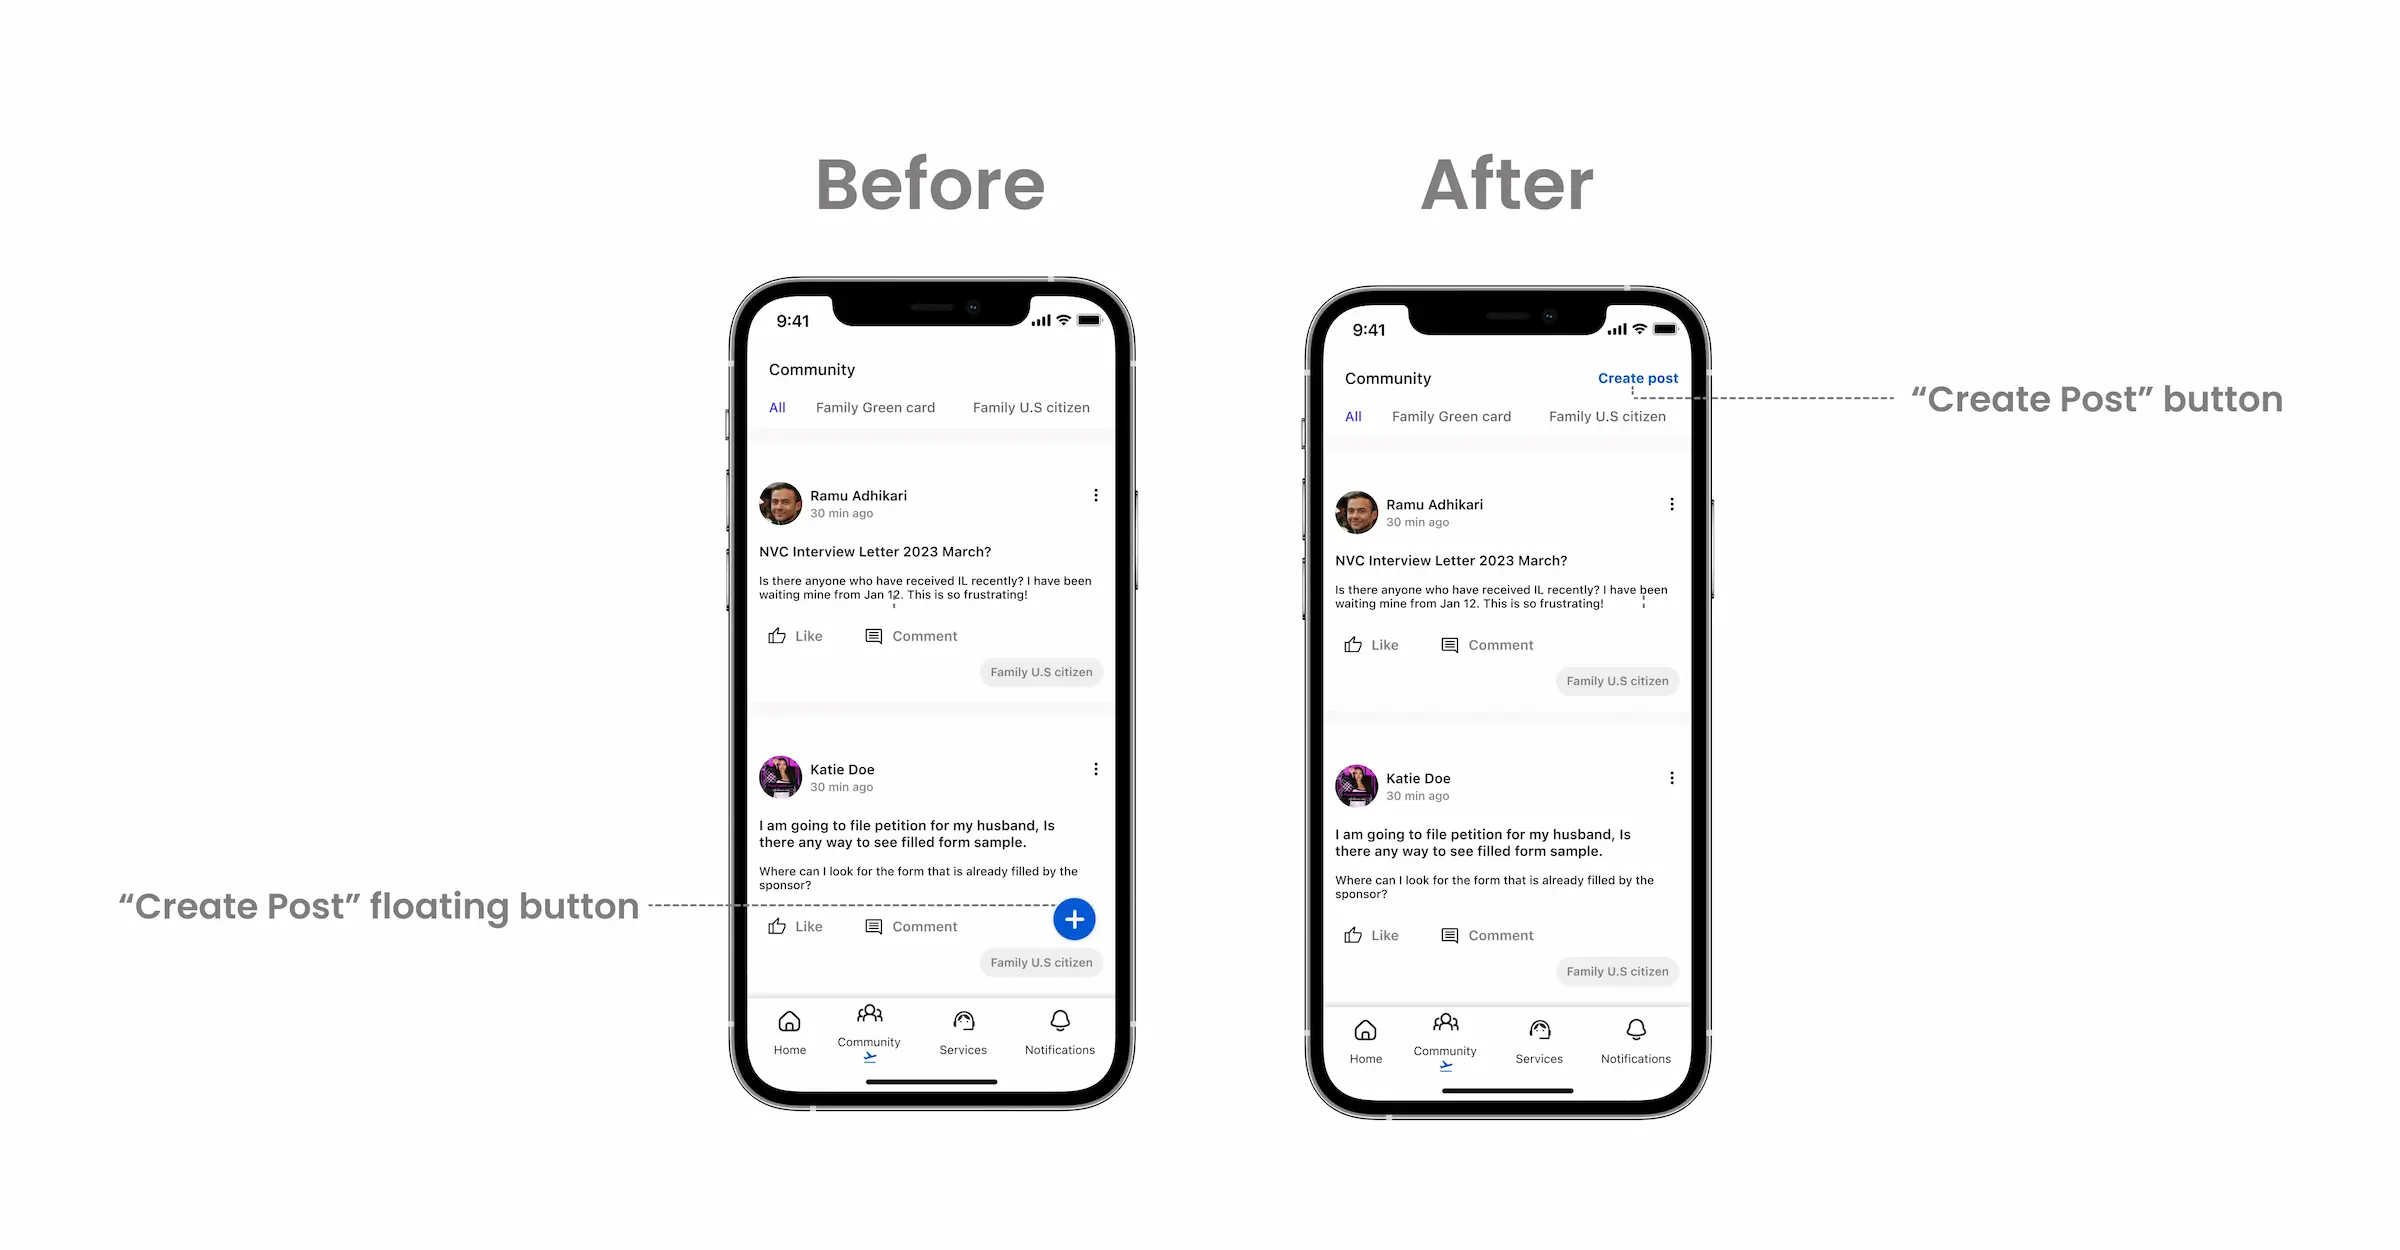 Before
After
9:41
Community
All Family Green card Family U.S citizen
Ramu Adhikari
30 min ago
NVC Interview Letter 2023 March?
Is there anyone who have received IL recently? I have been
waiting mine from Jan 12. This is so frustrating!
Like Comment
Family U.S citizen
Katie Doe
30 min ago
I am going to file petition for my husband, Is
there any way to see filled form sample.
Where can I look for the form that is already filled by the
sponsor?
“Create Post” floating button
Like Comment
Family U.S citizen
Home Community Services Notifications
9:41
Community Create post
“Create Post” button
All Family Green card Family U.S citizen
Ramu Adhikari
30 min ago
NVC Interview Letter 2023 March?
Is there anyone who have received IL recently? I have been
waiting mine from Jan 12. This is so frustrating!
Like Comment
Family U.S citizen
Katie Doe
30 min ago
I am going to file petition for my husband, Is
there any way to see filled form sample.
Where can I look for the form that is already filled by the
sponsor?
Like Comment
Family U.S citizen
Home Community Services Notifications